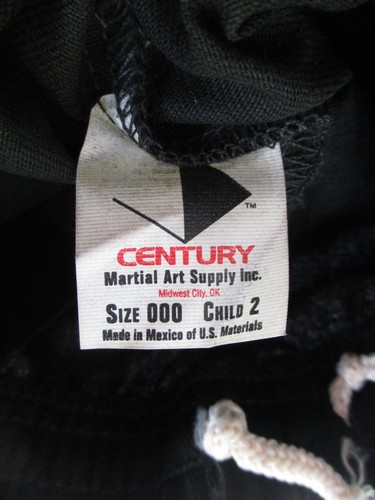 TM
CENTURY
Martial Art Supply Inc.
Midwest City, OK
SIZE 000 CHILD 2
Made in Mexico of U.S. Materials